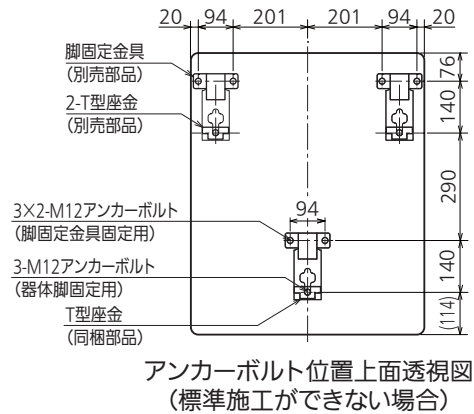 20 94 201 201 94 20
脚固定金具
(別売部品)
2-T型座金
(別売部品)
76
140
290
3×2-M12アンカーボルト
(脚固定金具固定用)
94
3-M12アンカーボルト
(器体脚固定用)
140
T型座金
(同梱部品)
(114)
アンカーボルト位置上面透視図
(標準施工ができない場合)